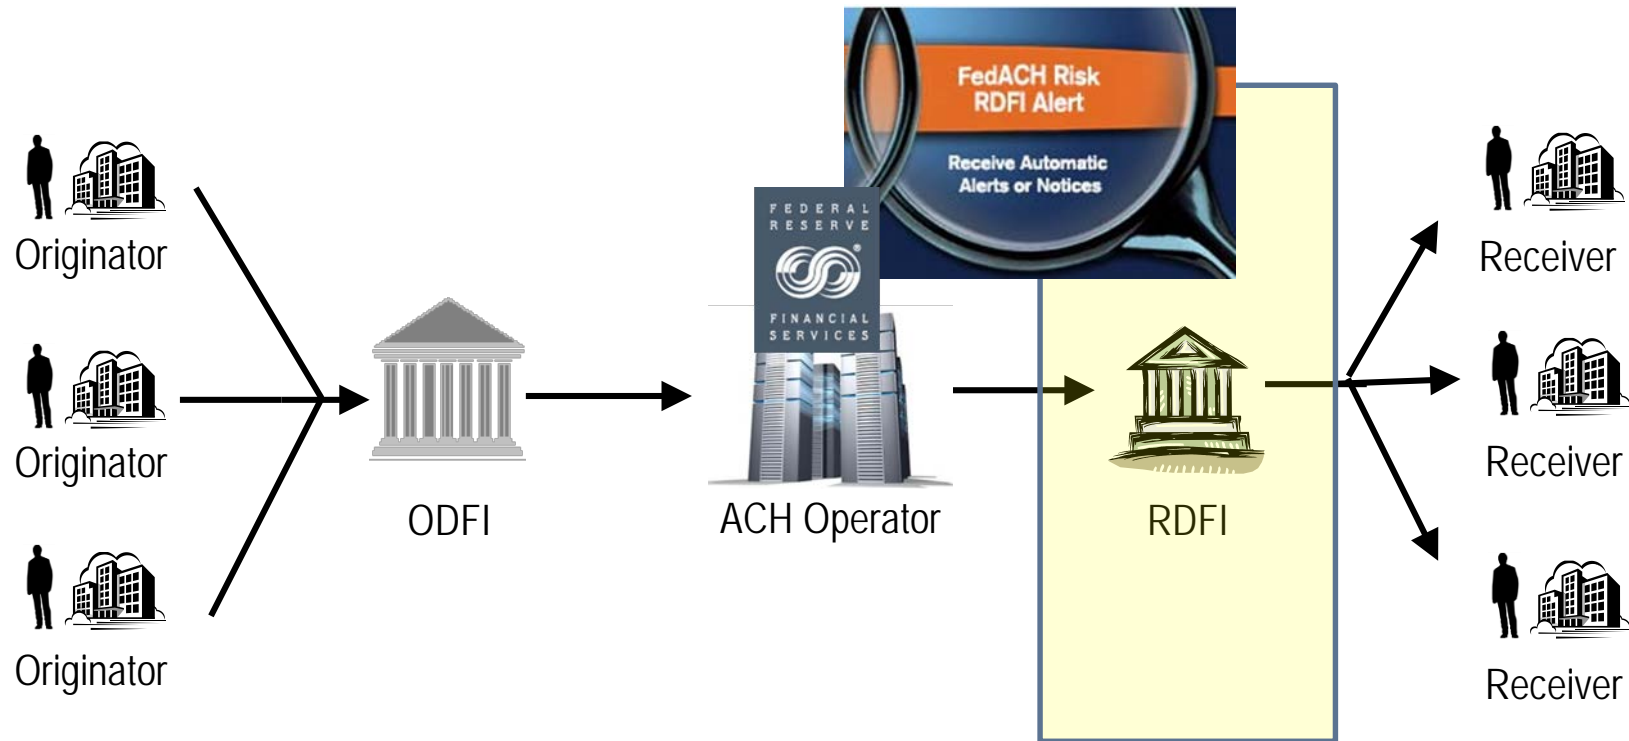 FedACH Risk
RDFI Alert
Receive Automatic
Alerts or Notices
FEDERAL
RESERVE
®
FINANCIAL
SERVICES
Originator
Receiver
Originator
Receiver
ODFI
ACH Operator
RDFI
Originator
Receiver